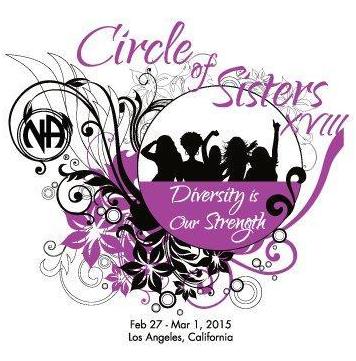 Circle
of
Sisters
XVIII
NA
Diversity is
Our Strength
Feb 27 - Mar 1, 2015
Los Angeles, California